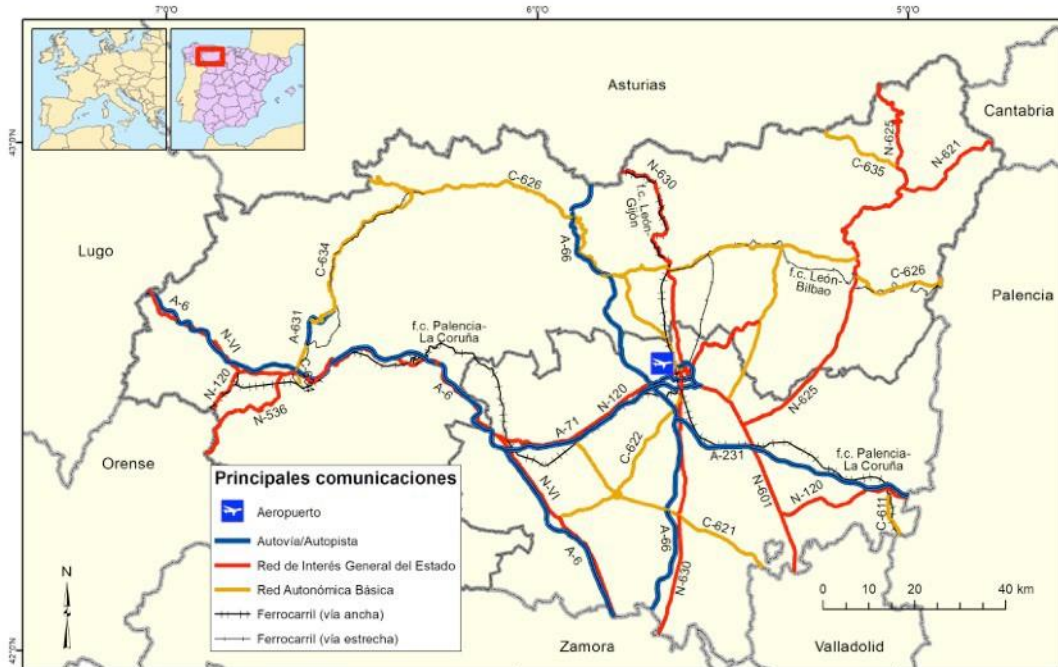 7°0'O
6°0'O
5°0'O
Asturias
Cantabria
43°0'N
N-625
N-621
C-635
N-630
f.c. León-
Gijón
C-626
Lugo
C-634
A-66
f.c. León-
Bilbao
C-626
Palencia
A-6
N-VI
A-631
f.c. Palencia-
La Coruña
N-120
N-536
A-6
N-120
A-71
N-625
C-622
A-231
f.c. Palencia-
La Coruña
Orense
N-VI
N-601
N-120
C-611
C-621
A-66
N-630
A-6
Principales comunicaciones
Aeropuerto
Autovía/Autopista
Red de Interés General del Estado
Red Autonómica Básica
Ferrocarril (vía ancha)
Ferrocarril (vía estrecha)
N
0 10 20 40 km
42°0'N
Zamora
Valladolid